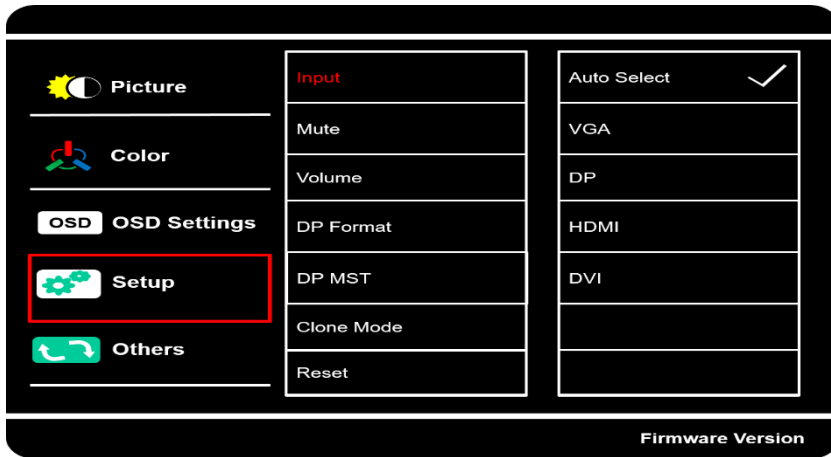 Picture
Color
OSD OSD Settings
Setup
Others
Input
Mute
Volume
DP Format
DP MST
Clone Mode
Reset
Auto Select
VGA
DP
HDMI
DVI
Firmware Version